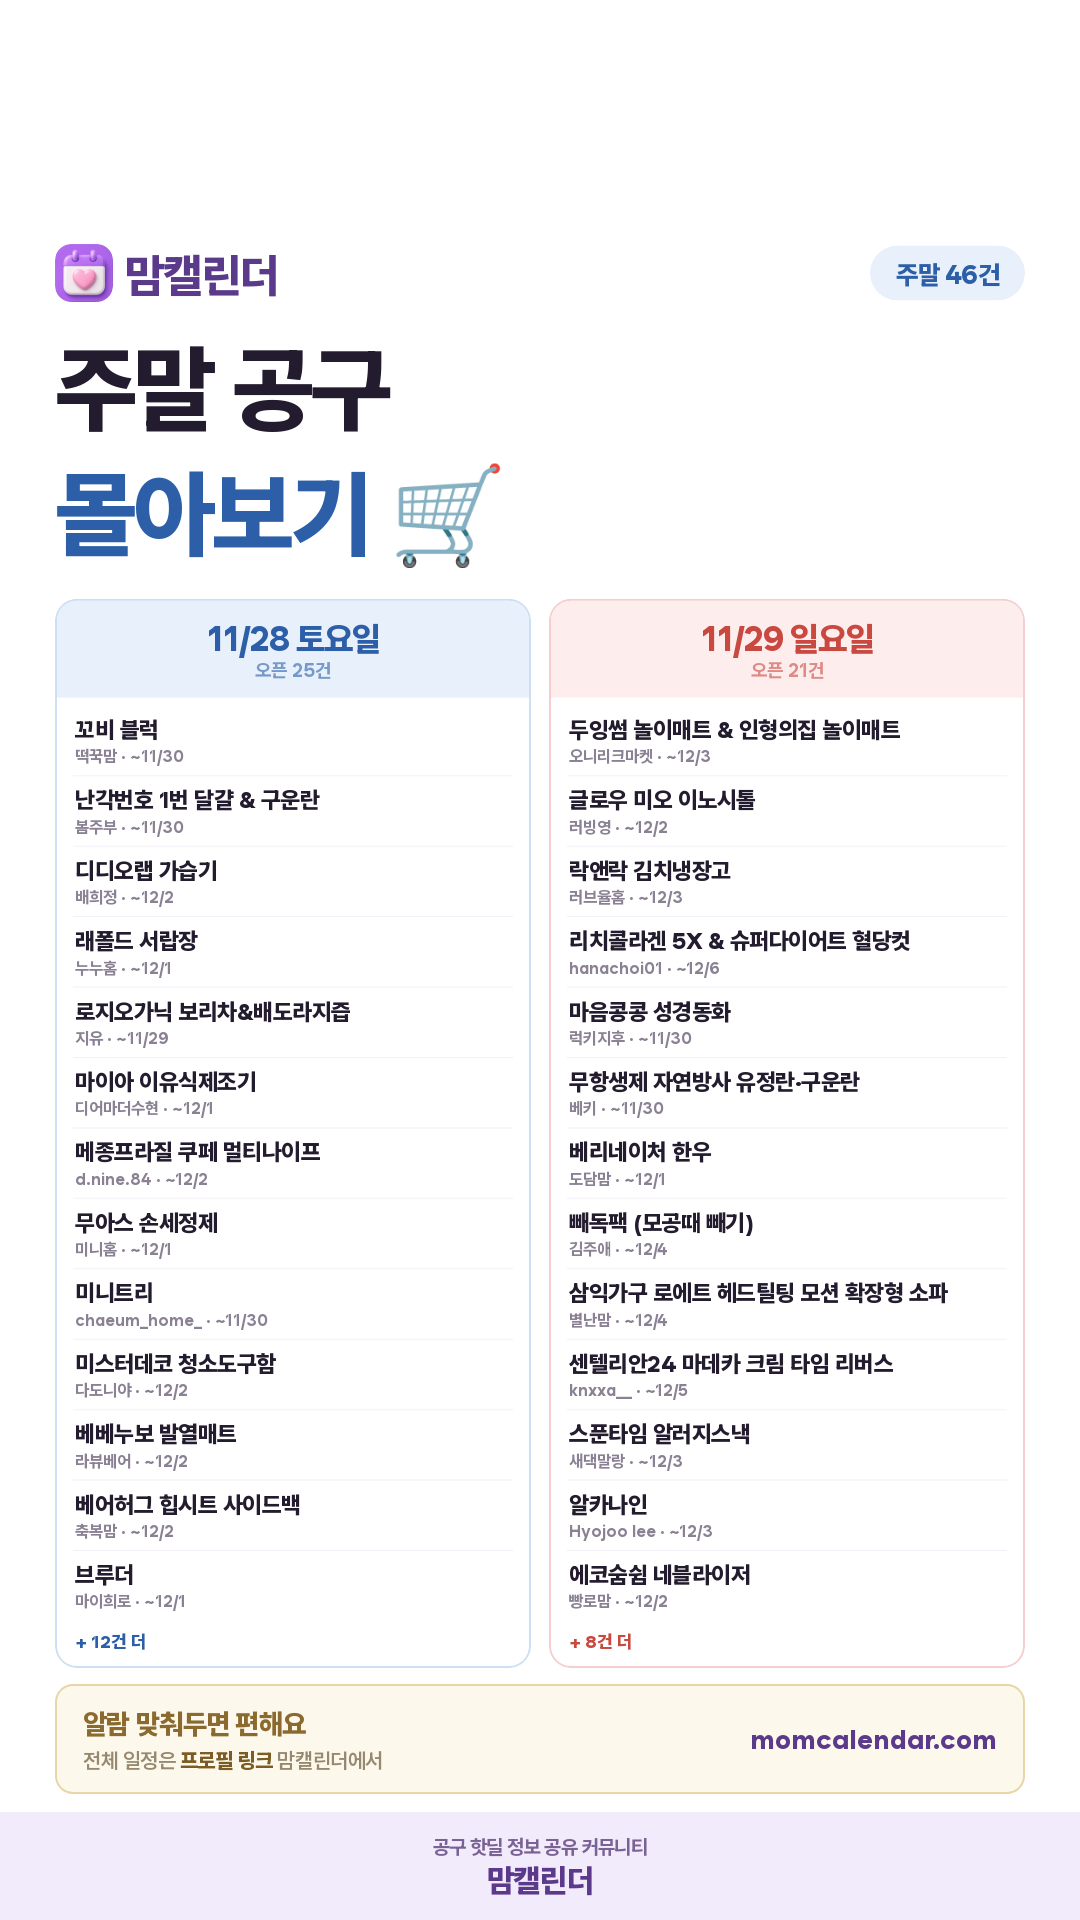 맘캘린더
주말 46건
주말 공구
몰아보기
11/28 토요일
오픈 25건
꼬비 블럭
떡꾹맘 · ~11/30
난각번호 1번 달걀 & 구운란
봄주부 · ~11/30
디디오랩 가습기
배희정 · ~12/2
래폴드 서랍장
누누홈 · ~12/1
로지오가닉 보리차&배도라지즙
지유 · ~11/29
마이아 이유식제조기
디어마더수현 · ~12/1
메종프라질 쿠페 멀티나이프
d.nine.84 · ~12/2
무아스 손세정제
미니홈 · ~12/1
미니트리
chaeum_home_ · ~11/30
미스터데코 청소도구함
다도니야 · ~12/2
베베누보 발열매트
라뷰베어 · ~12/2
베어허그 힙시트 사이드백
축복맘 · ~12/2
브루더
마이희로 · ~12/1
+ 12건 더
11/29 일요일
오픈 21건
두잉썸 놀이매트 & 인형의집 놀이매트
오니리크마켓 · ~12/3
글로우 미오 이노시톨
러빙영 · ~12/2
락앤락 김치냉장고
러브율홈 · ~12/3
리치콜라겐 5X & 슈퍼다이어트 혈당컷
hanachoi01 · ~12/6
마음콩콩 성경동화
럭키지후 · ~11/30
무항생제 자연방사 유정란·구운란
베키 · ~11/30
베리네이처 한우
도담맘 · ~12/1
빼독팩 (모공때 빼기)
김주애 · ~12/4
삼익가구 로에트 헤드틸팅 모션 확장형 소파
별난맘 · ~12/4
센텔리안24 마데카 크림 타임 리버스
knxxa__ · ~12/5
스푼타임 알러지스낵
새댁말랑 · ~12/3
알카나인
Hyojoo lee · ~12/3
에코숨쉼 네블라이저
빵로맘 · ~12/2
+ 8건 더
알람 맞춰두면 편해요
전체 일정은 프로필 링크 맘캘린더에서
momcalendar.com
공구 핫딜 정보 공유 커뮤니티
맘캘린더